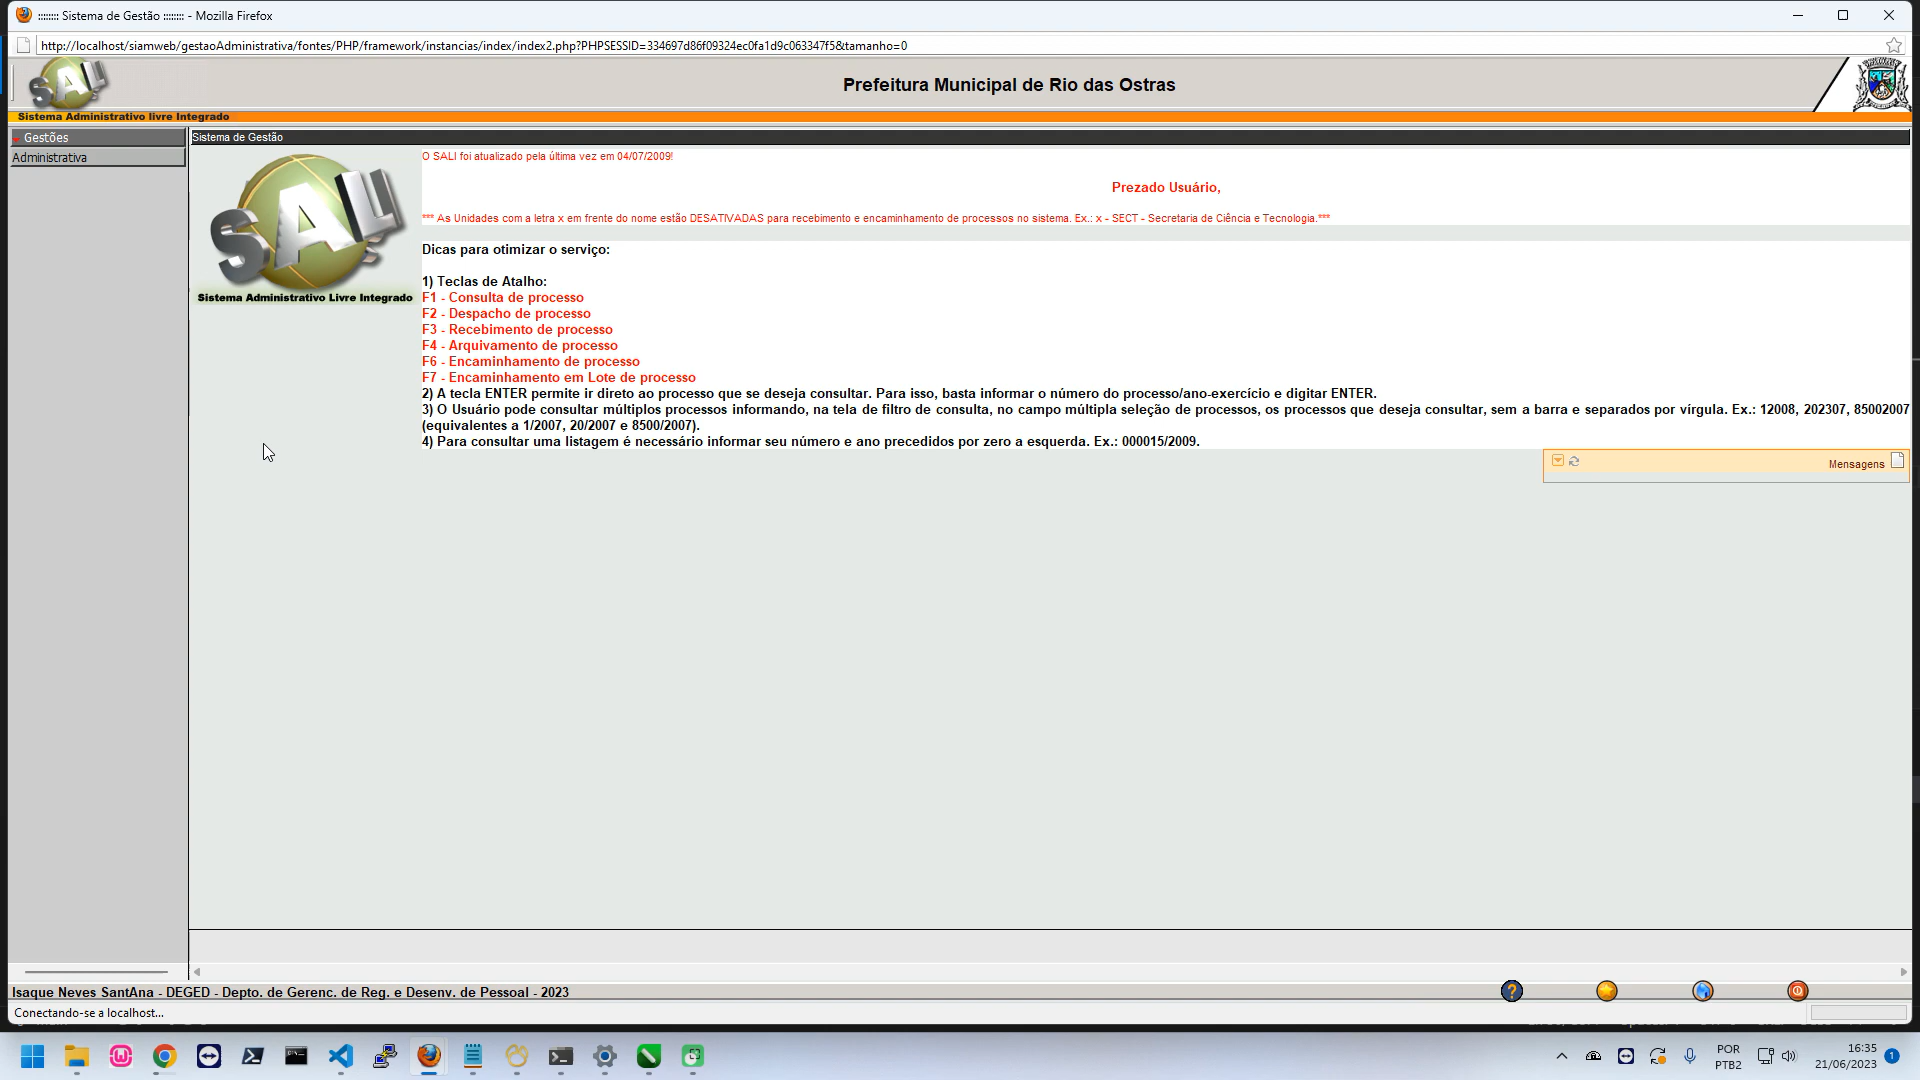 :::::::: Sistema de Gestão :::::::: - Mozilla Firefox
http://localhost/siamweb/gestaoAdministrativa/fontes/PHP/framework/instancias/index/index2.php?PHPSESSID=334697d86f09324ec0fa1d9c063347f5&tamanho=0
SALI
Prefeitura Municipal de Rio das Ostras
Sistema Administrativo livre Integrado
Gestões
Sistema de Gestão
Administrativa
O SALI foi atualizado pela última vez em 04/07/2009!
Prezado Usuário,
*** As Unidades com a letra x em frente do nome estão DESATIVADAS para recebimento e encaminhamento de processos no sistema. Ex.: x - SECT - Secretaria de Ciência e Tecnologia.***
SALI
Sistema Administrativo Livre Integrado
Dicas para otimizar o serviço:
1) Teclas de Atalho:
F1 - Consulta de processo
F2 - Despacho de processo
F3 - Recebimento de processo
F4 - Arquivamento de processo
F6 - Encaminhamento de processo
F7 - Encaminhamento em Lote de processo
2) A tecla ENTER permite ir direto ao processo que se deseja consultar. Para isso, basta informar o número do processo/ano-exercício e digitar ENTER.
3) O Usuário pode consultar múltiplos processos informando, na tela de filtro de consulta, no campo múltipla seleção de processos, os processos que deseja consultar, sem a barra e separados por vírgula. Ex.: 12008, 202307, 85002007
(equivalentes a 1/2007, 20/2007 e 8500/2007).
4) Para consultar uma listagem é necessário informar seu número e ano precedidos por zero a esquerda. Ex.: 000015/2009.
Mensagens
Isaque Neves SantAna - DEGED - Depto. de Gerenc. de Reg. e Desenv. de Pessoal - 2023
Conectando-se a localhost...
POR
PTB2
16:35
21/06/2023
1